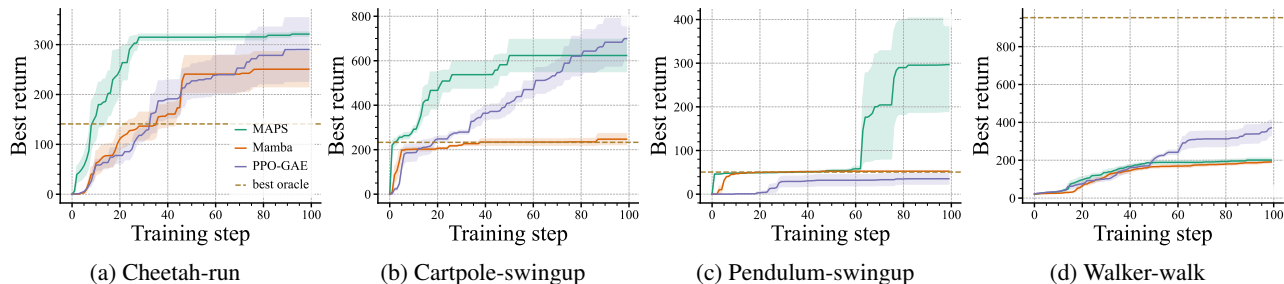 Best return
300
200
100
0
0
20
40
60
80
100
Training step
MAPS
Mamba
PPO-GAE
best oracle
(a) Cheetah-run
Best return
800
600
400
200
0
0
20
40
60
80
100
Training step
(b) Cartpole-swingup
Best return
400
300
200
100
0
0
20
40
60
80
100
Training step
(c) Pendulum-swingup
Best return
800
600
400
200
0
0
20
40
60
80
100
Training step
(d) Walker-walk